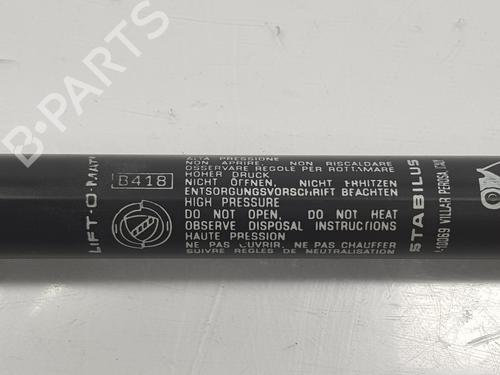 B-PARTS
LIFT-O-MAT
B418
ALTA PRESSIONE
NON APRIRE, NON RISCALDARE
OSSERVARE REGOLE PER ROTTAMARE
HOHER DRUCK
NICHT ÖFFNEN, NICHT ERHITZEN
ENTSORGUNGSVORSCHRIFT BEACHTEN
HIGH PRESSURE
DO NOT OPEN, DO NOT HEAT
OBSERVE DISPOSAL INSTRUCTIONS
HAUTE PRESSION
NE PAS OUVRIR, NE PAS CHAUFFER
SUIVRE REGLES DE NEUTRALISATION
STABILUS
I-10069 VILLAR PEROSA